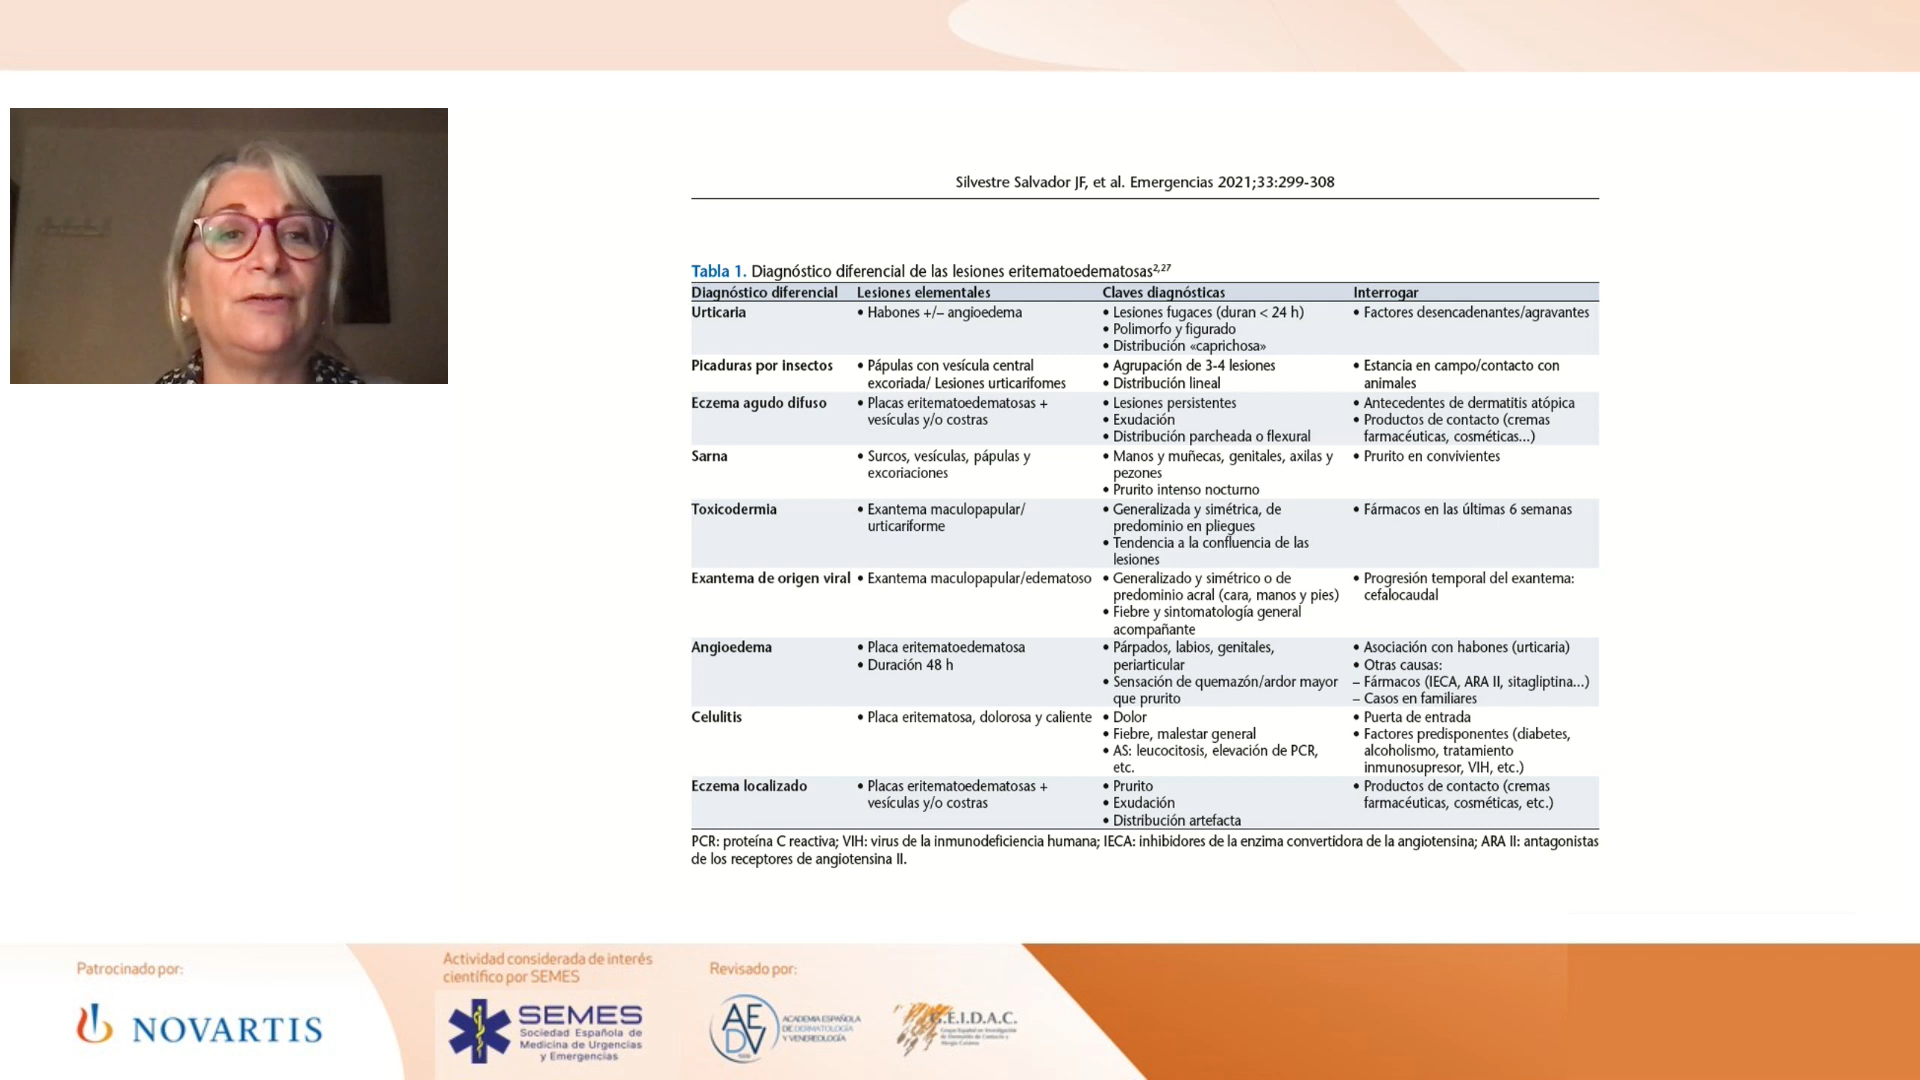 Silvestre Salvador JF, et al. Emergencias 2021;33:299-308
Tabla 1. Diagnóstico diferencial de las lesiones eritematoedematosas2,27
Diagnóstico diferencial Lesiones elementales Claves diagnósticas Interrogar
Urticaria • Habones +/– angioedema • Lesiones fugaces (duran < 24 h) • Factores desencadenantes/agravantes
• Polimorfo y figurado
• Distribución «caprichosa»
Picaduras por insectos • Pápulas con vesícula central • Agrupación de 3-4 lesiones • Estancia en campo/contacto con
excoriada/ Lesiones urticarifomes • Distribución lineal animales
Eczema agudo difuso • Placas eritematoedematosas + • Lesiones persistentes • Antecedentes de dermatitis atópica
vesículas y/o costras • Exudación • Productos de contacto (cremas
• Distribución parcheada o flexural farmacéuticas, cosméticas...)
Sarna • Surcos, vesículas, pápulas y • Manos y muñecas, genitales, axilas y • Prurito en convivientes
excoriaciones pezones
• Prurito intenso nocturno
Toxicodermia • Exantema maculopapular/ • Generalizada y simétrica, de • Fármacos en las últimas 6 semanas
urticariforme predominio en pliegues
• Tendencia a la confluencia de las
lesiones
Exantema de origen viral • Exantema maculopapular/edematoso • Generalizado y simétrico o de • Progresión temporal del exantema:
predominio acral (cara, manos y pies) cefalocaudal
• Fiebre y sintomatología general
acompañante
Angioedema • Placa eritematoedematosa • Párpados, labios, genitales, • Asociación con habones (urticaria)
• Duración 48 h periarticular • Otras causas:
• Sensación de quemazón/ardor mayor – Fármacos (IECA, ARA II, sitagliptina...)
que prurito – Casos en familiares
Celulitis • Placa eritematosa, dolorosa y caliente • Dolor • Puerta de entrada
• Fiebre, malestar general • Factores predisponentes (diabetes,
• AS: leucocitosis, elevación de PCR, alcoholismo, tratamiento
etc. inmunosupresor, VIH, etc.)
Eczema localizado • Placas eritematoedematosas + • Prurito • Productos de contacto (cremas
vesículas y/o costras • Exudación farmacéuticas, cosméticas, etc.)
• Distribución artefacta
PCR: proteína C reactiva; VIH: virus de la inmunodeficiencia humana; IECA: inhibidores de la enzima convertidora de la angiotensina; ARA II: antagonistas
de los receptores de angiotensina II.
Patrocinado por:
NOVARTIS
Actividad considerada de interés
científico por SEMES
SEMES
Sociedad Española de
Medicina de Urgencias
y Emergencias
Revisado por:
AEDV
ACADEMIA ESPAÑOLA
DE DERMATOLOGÍA
Y VENEREOLOGÍA
G.E.I.D.A.C.